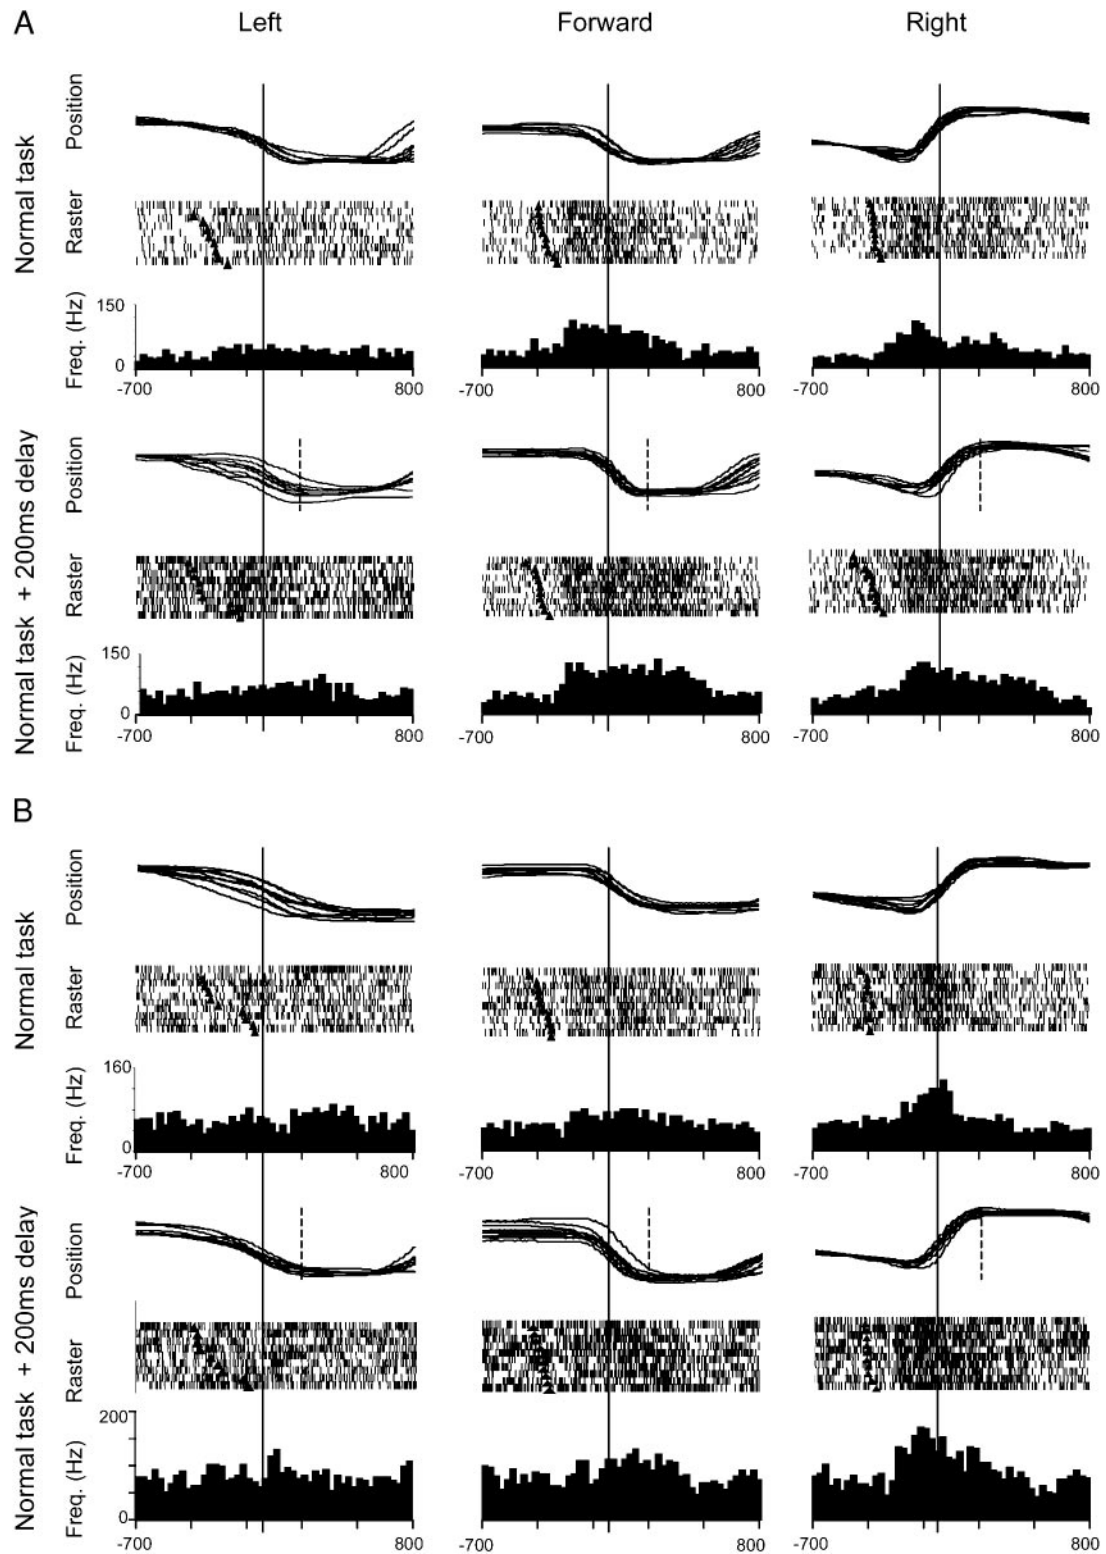 A
Left Forward Right
Normal task
Position
Raster
Freq. (Hz)
150
0
-700 800 -700 800 -700 800
Normal task + 200ms delay
Position
Raster
Freq. (Hz)
150
0
-700 800 -700 800 -700 800
B
Normal task
Position
Raster
Freq. (Hz)
160
0
-700 800 -700 800 -700 800
Normal task + 200ms delay
Position
Raster
Freq. (Hz)
200
100
0
-700 800 -700 800 -700 800